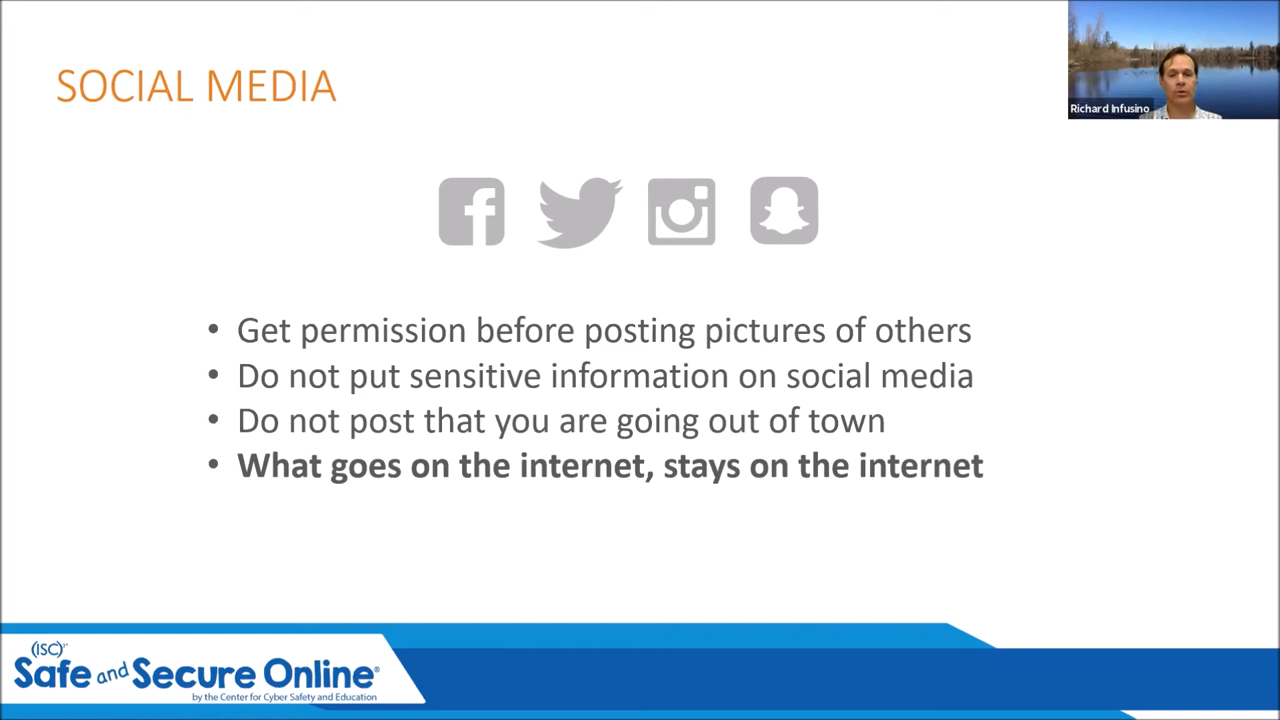 SOCIAL MEDIA
Richard Infusino
• Get permission before posting pictures of others
• Do not put sensitive information on social media
• Do not post that you are going out of town
• What goes on the internet, stays on the internet
(ISC)²
Safe and Secure Online®
by the Center for Cyber Safety and Education